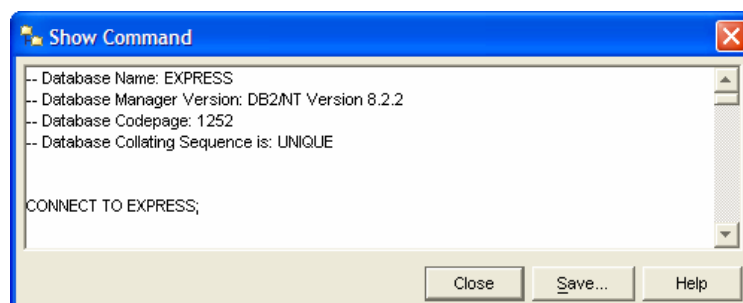 Show Command
-- Database Name: EXPRESS
-- Database Manager Version: DB2/NT Version 8.2.2
-- Database Codepage: 1252
-- Database Collating Sequence is: UNIQUE
CONNECT TO EXPRESS;
Close Save... Help